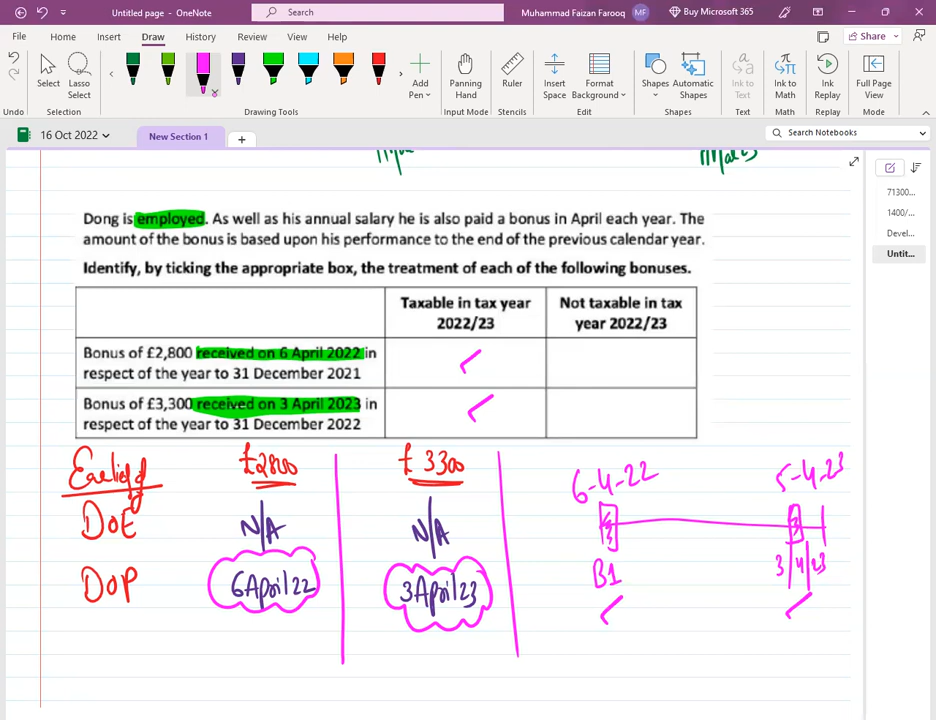 Untitled page - OneNote
Search
Muhammad Faizan Farooq
MF
Buy Microsoft 365
File
Home
Insert
Draw
History
Review
View
Help
Share
Undo
Select
Lasso Select
Add Pen
Panning Hand
Ruler
Insert Space
Format Background
Shapes
Automatic Shapes
Ink to Text
Ink to Math
Ink Replay
Full Page View
Undo
Selection
Drawing Tools
Input Mode
Insert
Edit
Shapes
Text
Math
Replay
Mode
16 Oct 2022
New Section 1
+
Search Notebooks
71300...
1400/...
Devel...
Untit...
Dong is employed. As well as his annual salary he is also paid a bonus in April each year. The
amount of the bonus is based upon his performance to the end of the previous calendar year.
Identify, by ticking the appropriate box, the treatment of each of the following bonuses.
Taxable in tax year 2022/23
Not taxable in tax year 2022/23
Bonus of £2,800 received on 6 April 2022 in
respect of the year to 31 December 2021
Bonus of £3,300 received on 3 April 2023 in
respect of the year to 31 December 2022
£2800
£3300
DOE
N/A
N/A
DOP
6April22
3April23
6-4-22
5-4-23
B1
3/4/23